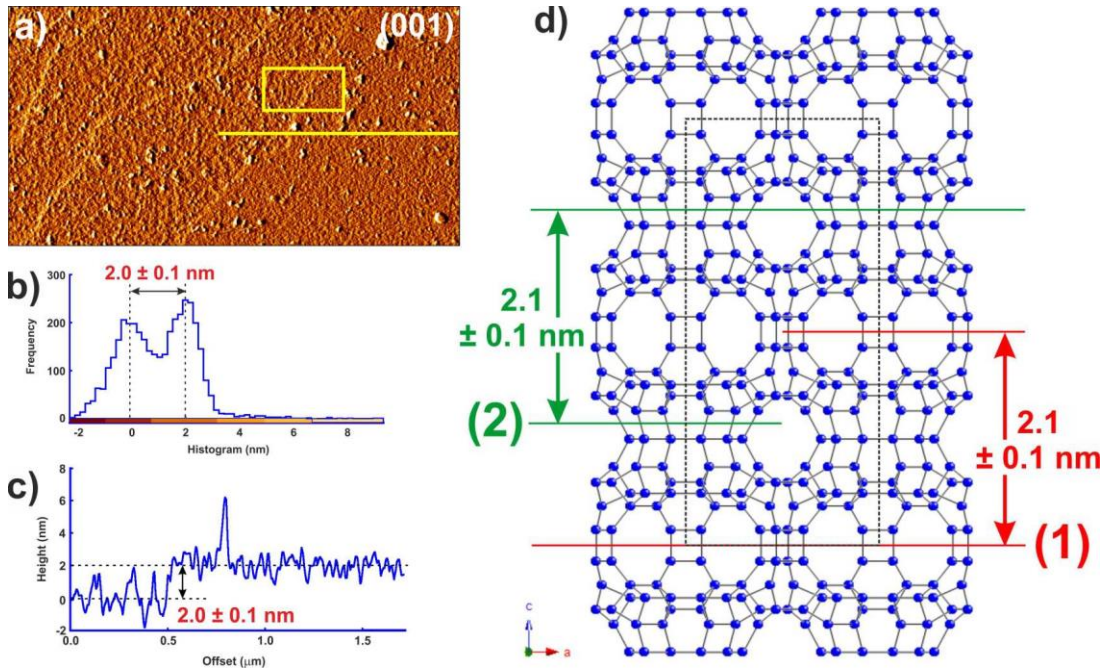 a)
(001)
b)
2.0 ± 0.1 nm
300
200
100
0
Frequency
-2
0
2
4
6
8
Histogram (nm)
c)
8
6
4
2
0
-2
Height (nm)
2.0 ± 0.1 nm
0.0
0.5
1.0
1.5
Offset (μm)
d)
2.1
± 0.1 nm
(2)
2.1
± 0.1 nm
(1)
c
a